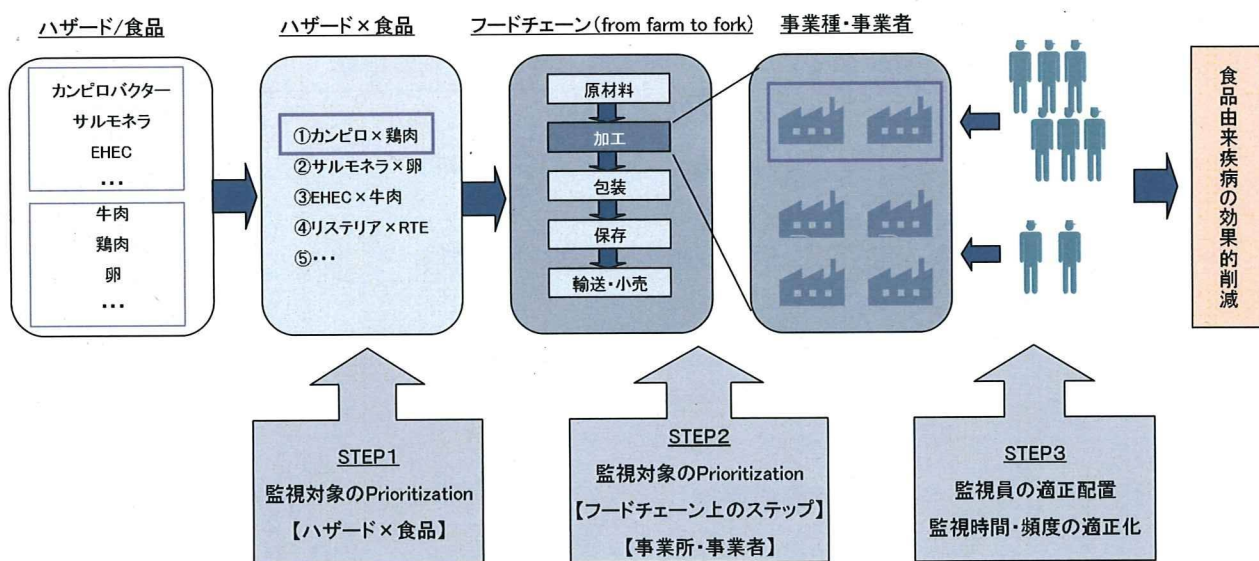 ハザード/食品
カンピロバクター
サルモネラ
EHEC
…
牛肉
鶏肉
卵
…
ハザード×食品
①カンピロ×鶏肉
②サルモネラ×卵
③EHEC×牛肉
④リステリア×RTE
⑤…
フードチェーン(from farm to fork)
原材料
加工
包装
保存
輸送・小売
事業種・事業者
食品由来疾病の効果的削減
STEP1
監視対象のPrioritization
【ハザード×食品】
STEP2
監視対象のPrioritization
【フードチェーン上のステップ】
【事業所・事業者】
STEP3
監視員の適正配置
監視時間・頻度の適正化